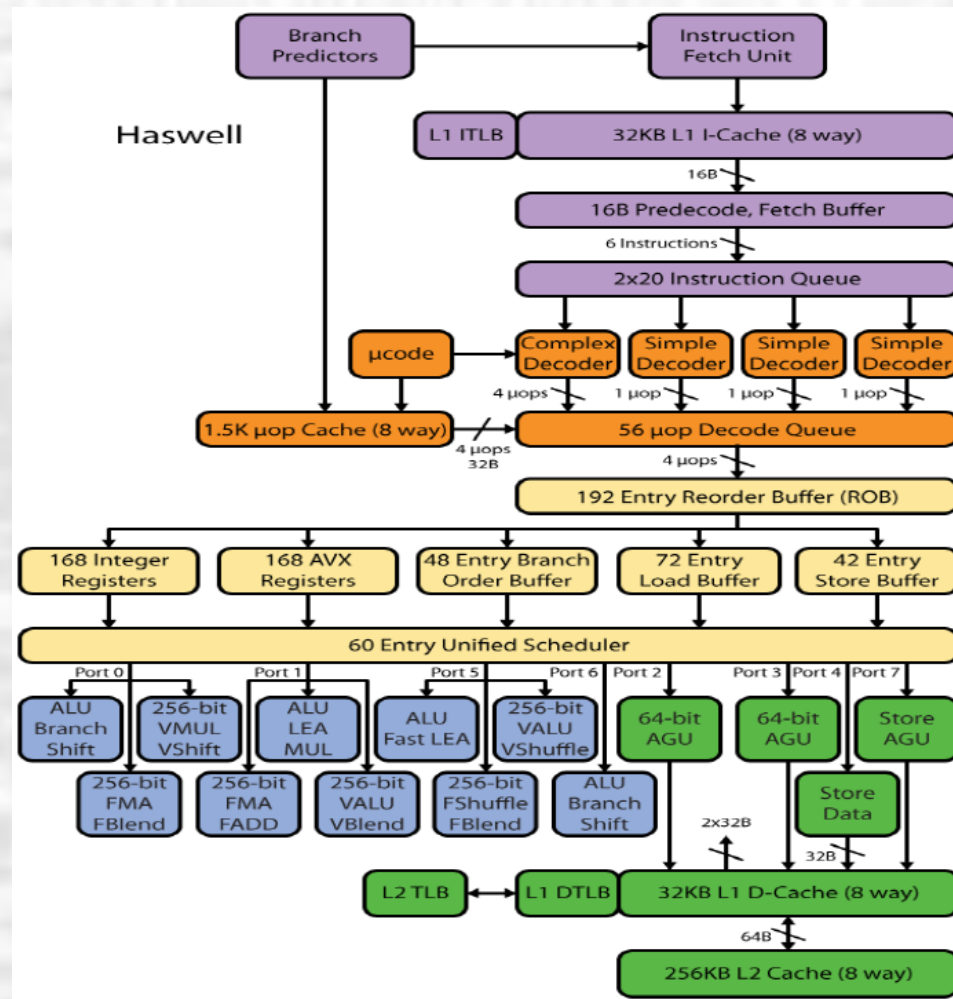 Branch
Predictors
Instruction
Fetch Unit
Haswell
L1 ITLB
32KB L1 I-Cache (8 way)
16B
16B Predecode, Fetch Buffer
6 Instructions
2x20 Instruction Queue
µcode
Complex
Decoder
Simple
Decoder
Simple
Decoder
Simple
Decoder
4 µops
1 µop
1 µop
1 µop
1.5K µop Cache (8 way)
4 µops
32B
56 µop Decode Queue
4 µops
192 Entry Reorder Buffer (ROB)
168 Integer
Registers
168 AVX
Registers
48 Entry Branch
Order Buffer
72 Entry
Load Buffer
42 Entry
Store Buffer
60 Entry Unified Scheduler
Port 0
Port 1
Port 5
Port 6
Port 2
Port 3
Port 4
Port 7
ALU
Branch
Shift
256-bit
VMUL
VShift
ALU
LEA
MUL
ALU
Fast LEA
256-bit
VALU
VShuffle
64-bit
AGU
64-bit
AGU
Store
AGU
256-bit
FMA
FBlend
256-bit
FMA
FADD
256-bit
VALU
VBlend
256-bit
FShuffle
FBlend
ALU
Branch
Shift
Store
Data
2x32B
32B
L2 TLB
L1 DTLB
32KB L1 D-Cache (8 way)
64B
256KB L2 Cache (8 way)